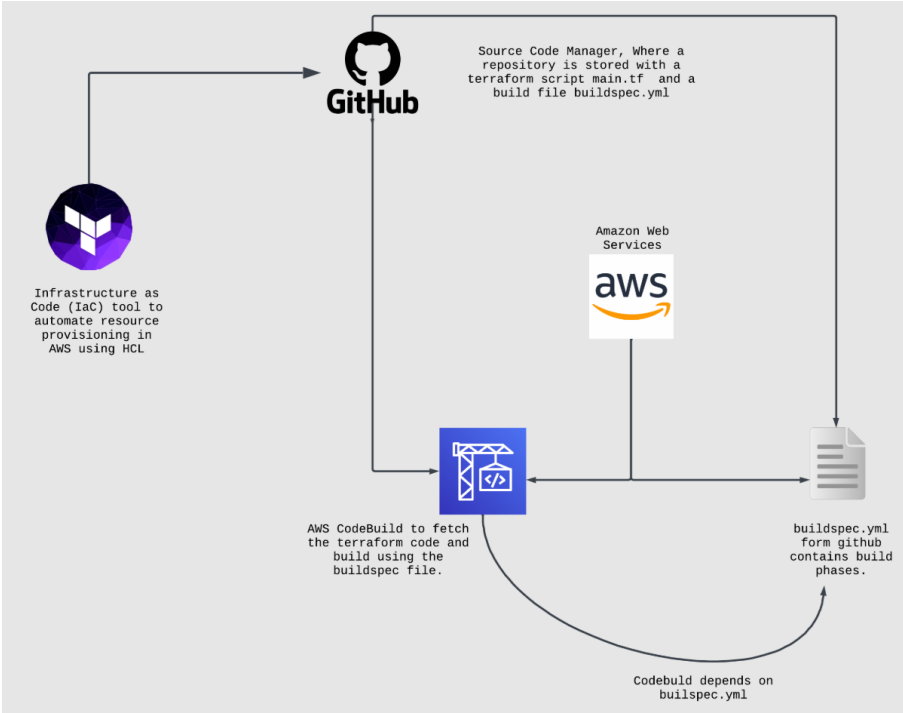 GitHub
Source Code Manager, Where a
repository is stored with a
terraform script main.tf and a
build file buildspec.yml
Infrastructure as
Code (IaC) tool to
automate resource
provisioning in
AWS using HCL
Amazon Web
Services
aws
</>
AWS CodeBuild to fetch
the terraform code and
build using the
buildspec file.
buildspec.yml
form github
contains build
phases.
Codebuld depends on
builspec.yml